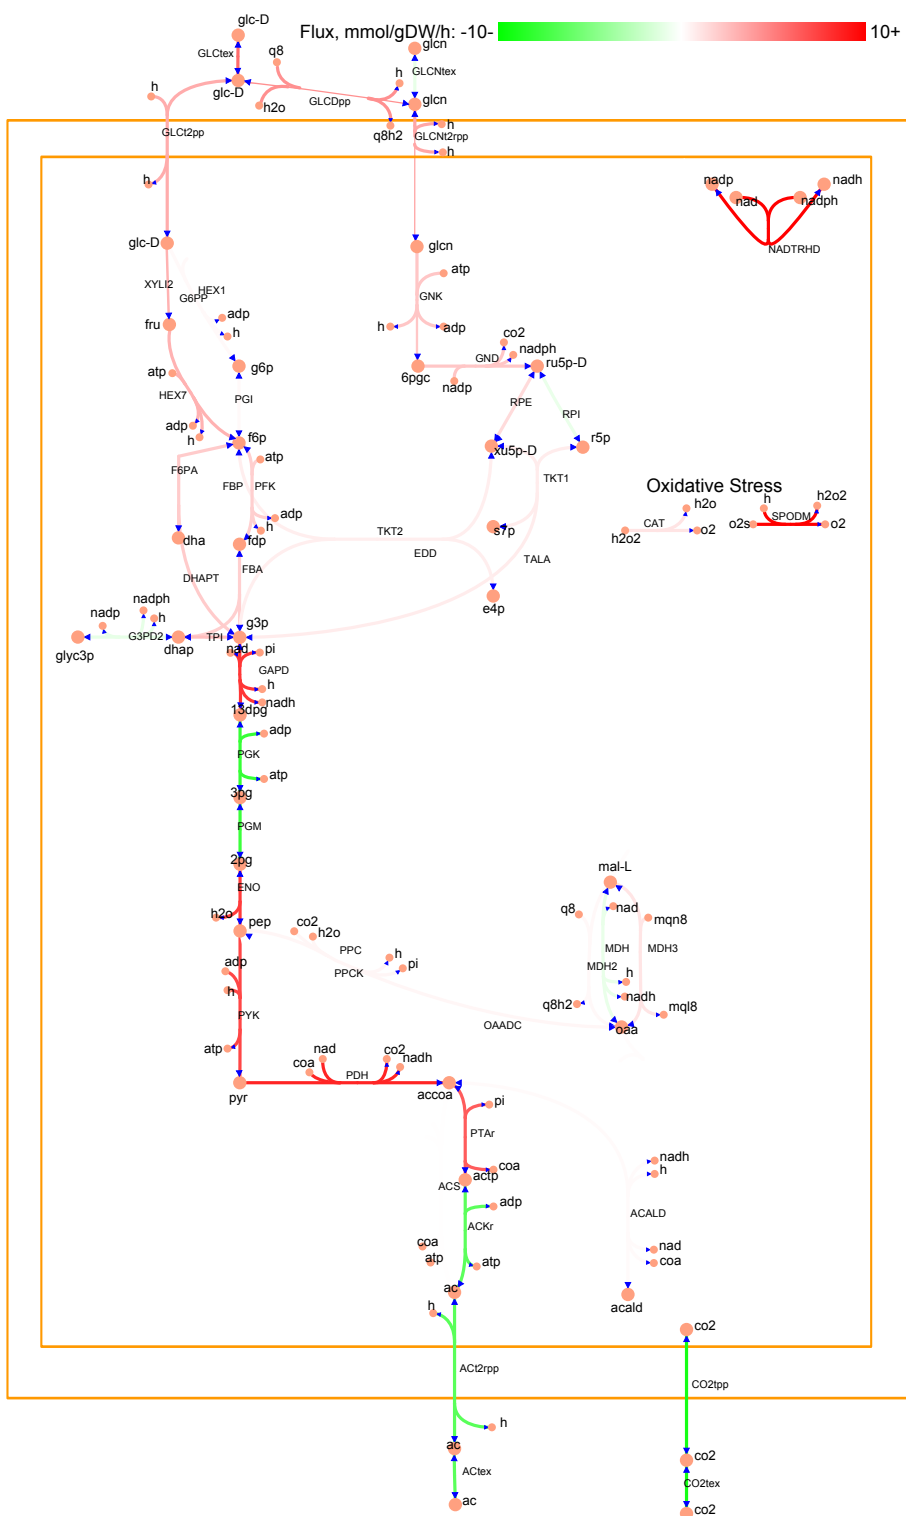 glc-D
Flux, mmol/gDW/h: -10- 10+
glcn
GLCtex
q8
GLCNtex
h
h
glc-D
GLCDpp
glcn
h2o
GLCt2pp
q8h2
GLCNt2rpp
h
h
h
nadp
nad
nadph
nadh
NADTRHD
glc-D
glcn
XYLI2
G6PP
HEX1
atp
GNK
fru
adp
h
h
adp
co2
nadph
GND
ru5p-D
atp
g6p
6pgc
nadp
HEX7
PGI
RPE
RPI
adp
h
f6p
xu5p-D
r5p
atp
F6PA
FBP
PFK
TKT1
Oxidative Stress
h
h2o
h2o2
adp
h
CAT
SPODM
dha
fdp
TKT2
s7p
h2o2
o2
o2s
o2
DHAPT
FBA
EDD
TALA
nadph
e4p
nadp
h
g3p
glyc3p
G3PD2
dhap
TPI
nad
pi
GAPD
h
nadh
13dpg
adp
PGK
atp
3pg
PGM
2pg
mal-L
ENO
h2o
pep
co2
h2o
q8
nad
mqn8
PPC
PPCK
h
pi
MDH
MDH2
MDH3
adp
h
h
nadh
q8h2
mql8
PYK
OAADC
oaa
atp
nad
co2
coa
PDH
nadh
pyr
accoa
pi
PTAr
coa
nadh
h
ACS
actp
adp
ACALD
ACKr
coa
atp
atp
nad
coa
ac
acald
h
co2
ACt2rpp
CO2tpp
h
ac
co2
ACtex
CO2tex
ac
co2